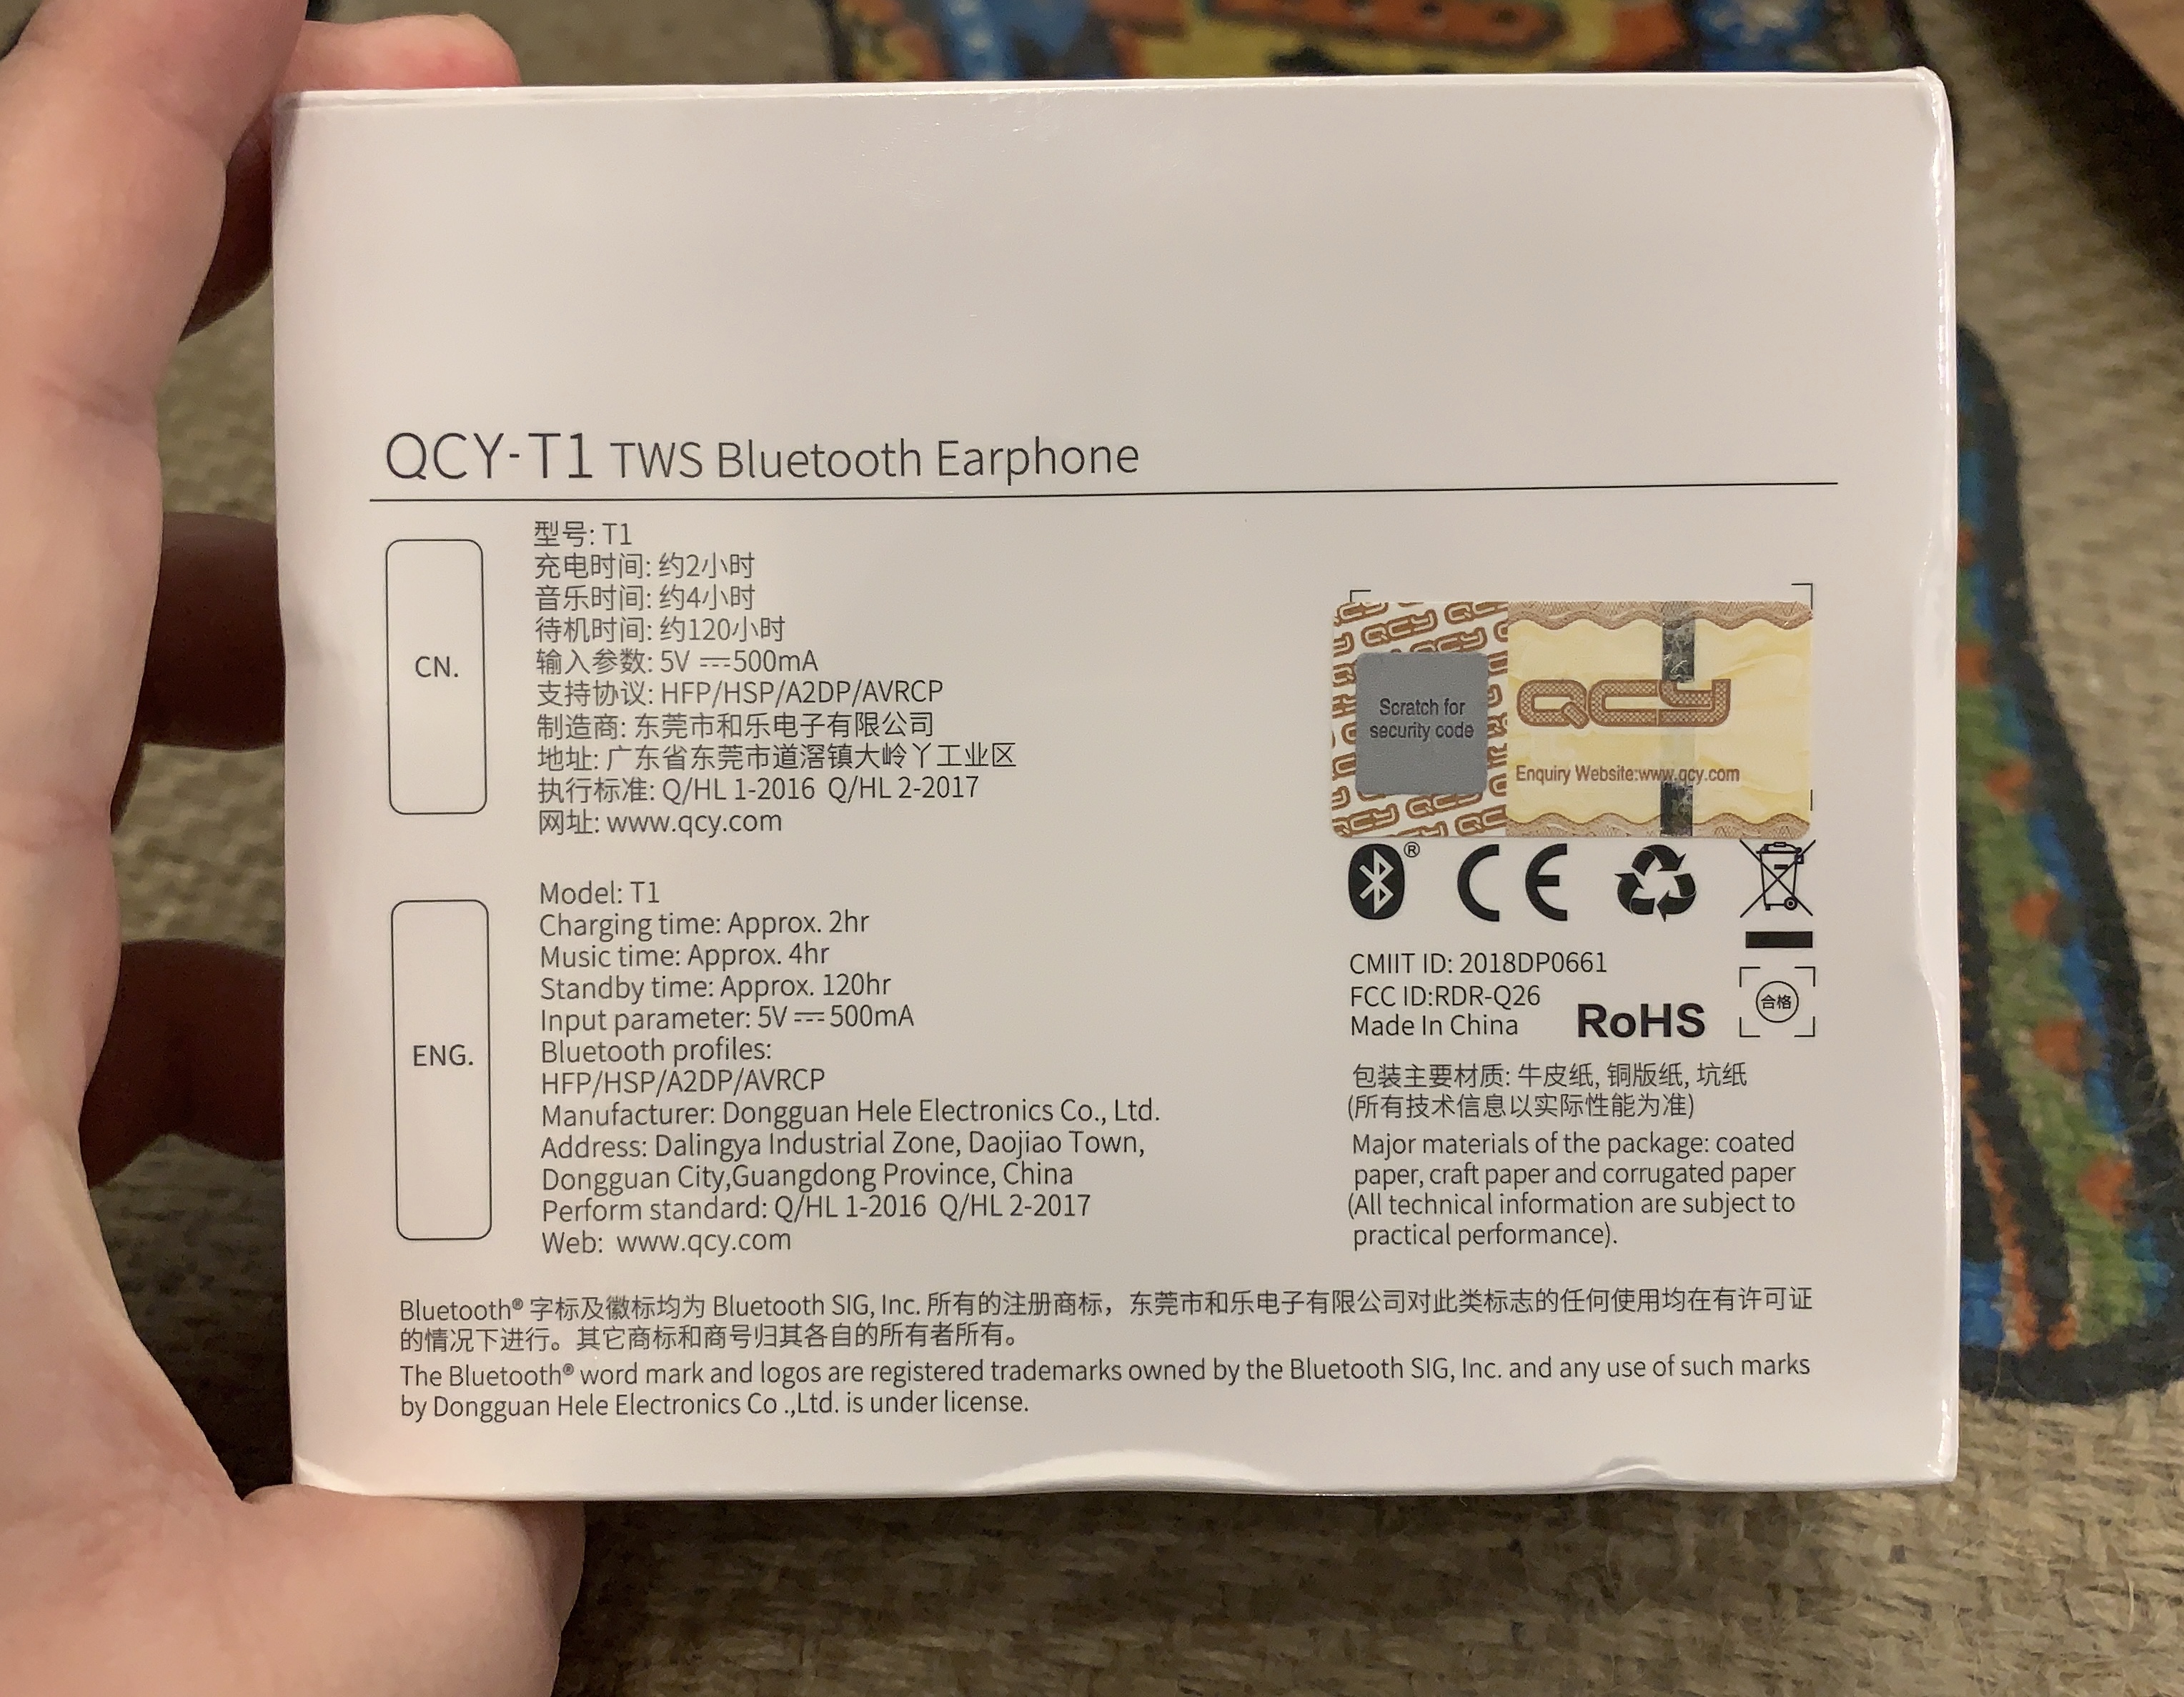 QCY-T1 TWS Bluetooth Earphone
CN.
型号: T1
充电时间: 约2小时
音乐时间: 约4小时
待机时间: 约120小时
输入参数: 5V ⎓500mA
支持协议: HFP/HSP/A2DP/AVRCP
制造商: 东莞市和乐电子有限公司
地址: 广东省东莞市道滘镇大岭丫工业区
执行标准: Q/HL 1-2016 Q/HL 2-2017
网址: www.qcy.com
ENG.
Model: T1
Charging time: Approx. 2hr
Music time: Approx. 4hr
Standby time: Approx. 120hr
Input parameter: 5V ⎓500mA
Bluetooth profiles:
HFP/HSP/A2DP/AVRCP
Manufacturer: Dongguan Hele Electronics Co., Ltd.
Address: Dalingya Industrial Zone, Daojiao Town,
Dongguan City,Guangdong Province, China
Perform standard: Q/HL 1-2016 Q/HL 2-2017
Web: www.qcy.com
Scratch for
security code
QCY
Enquiry Website:www.qcy.com
® CE
CMIIT ID: 2018DP0661
FCC ID:RDR-Q26
Made In China
RoHS
合格
包装主要材质: 牛皮纸, 铜版纸, 坑纸
(所有技术信息以实际性能为准)
Major materials of the package: coated
paper, craft paper and corrugated paper
(All technical information are subject to
practical performance).
Bluetooth® 字标及徽标均为 Bluetooth SIG, Inc. 所有的注册商标，东莞市和乐电子有限公司对此类标志的任何使用均在有许可证
的情况下进行。其它商标和商号归其各自的所有者所有。
The Bluetooth® word mark and logos are registered trademarks owned by the Bluetooth SIG, Inc. and any use of such marks
by Dongguan Hele Electronics Co .,Ltd. is under license.